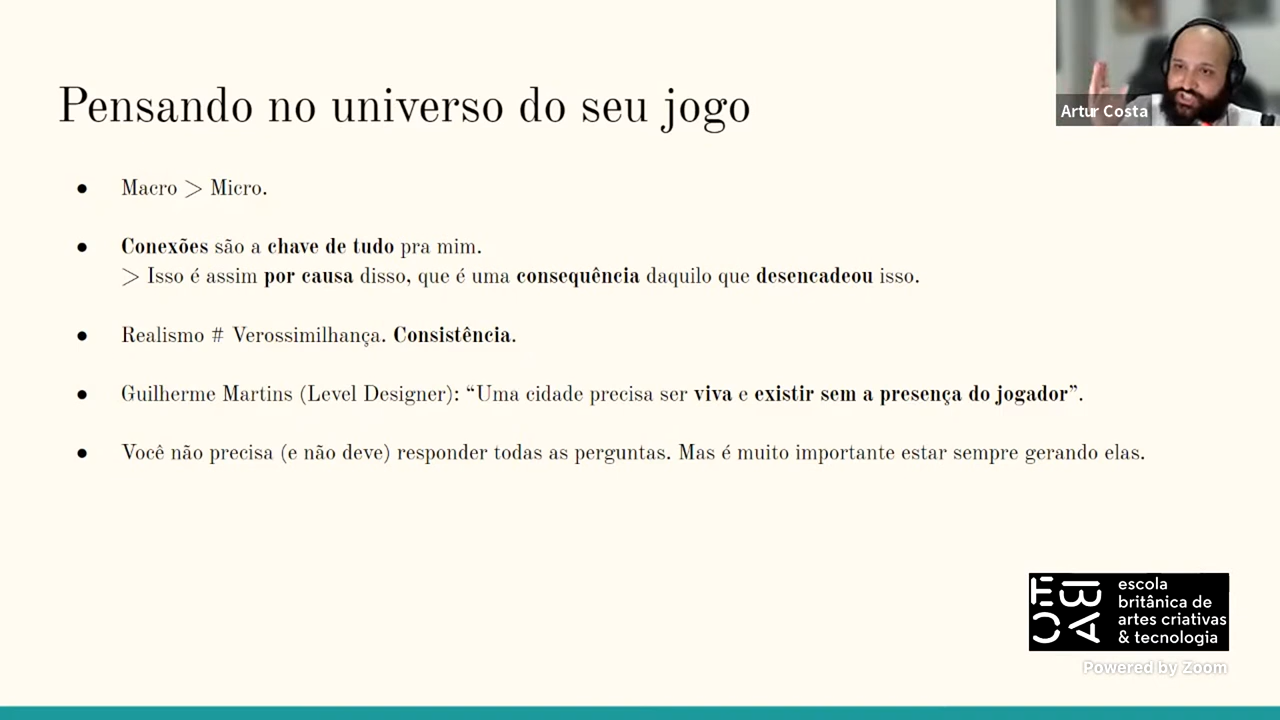 Pensando no universo do seu jogo
Artur Costa
● Macro > Micro.
● Conexões são a chave de tudo pra mim.
> Isso é assim por causa disso, que é uma consequência daquilo que desencadeou isso.
● Realismo # Verossimilhança. Consistência.
● Guilherme Martins (Level Designer): “Uma cidade precisa ser viva e existir sem a presença do jogador”.
● Você não precisa (e não deve) responder todas as perguntas. Mas é muito importante estar sempre gerando elas.
EBAC
escola
britânica de
artes criativas
& tecnologia
Powered by Zoom